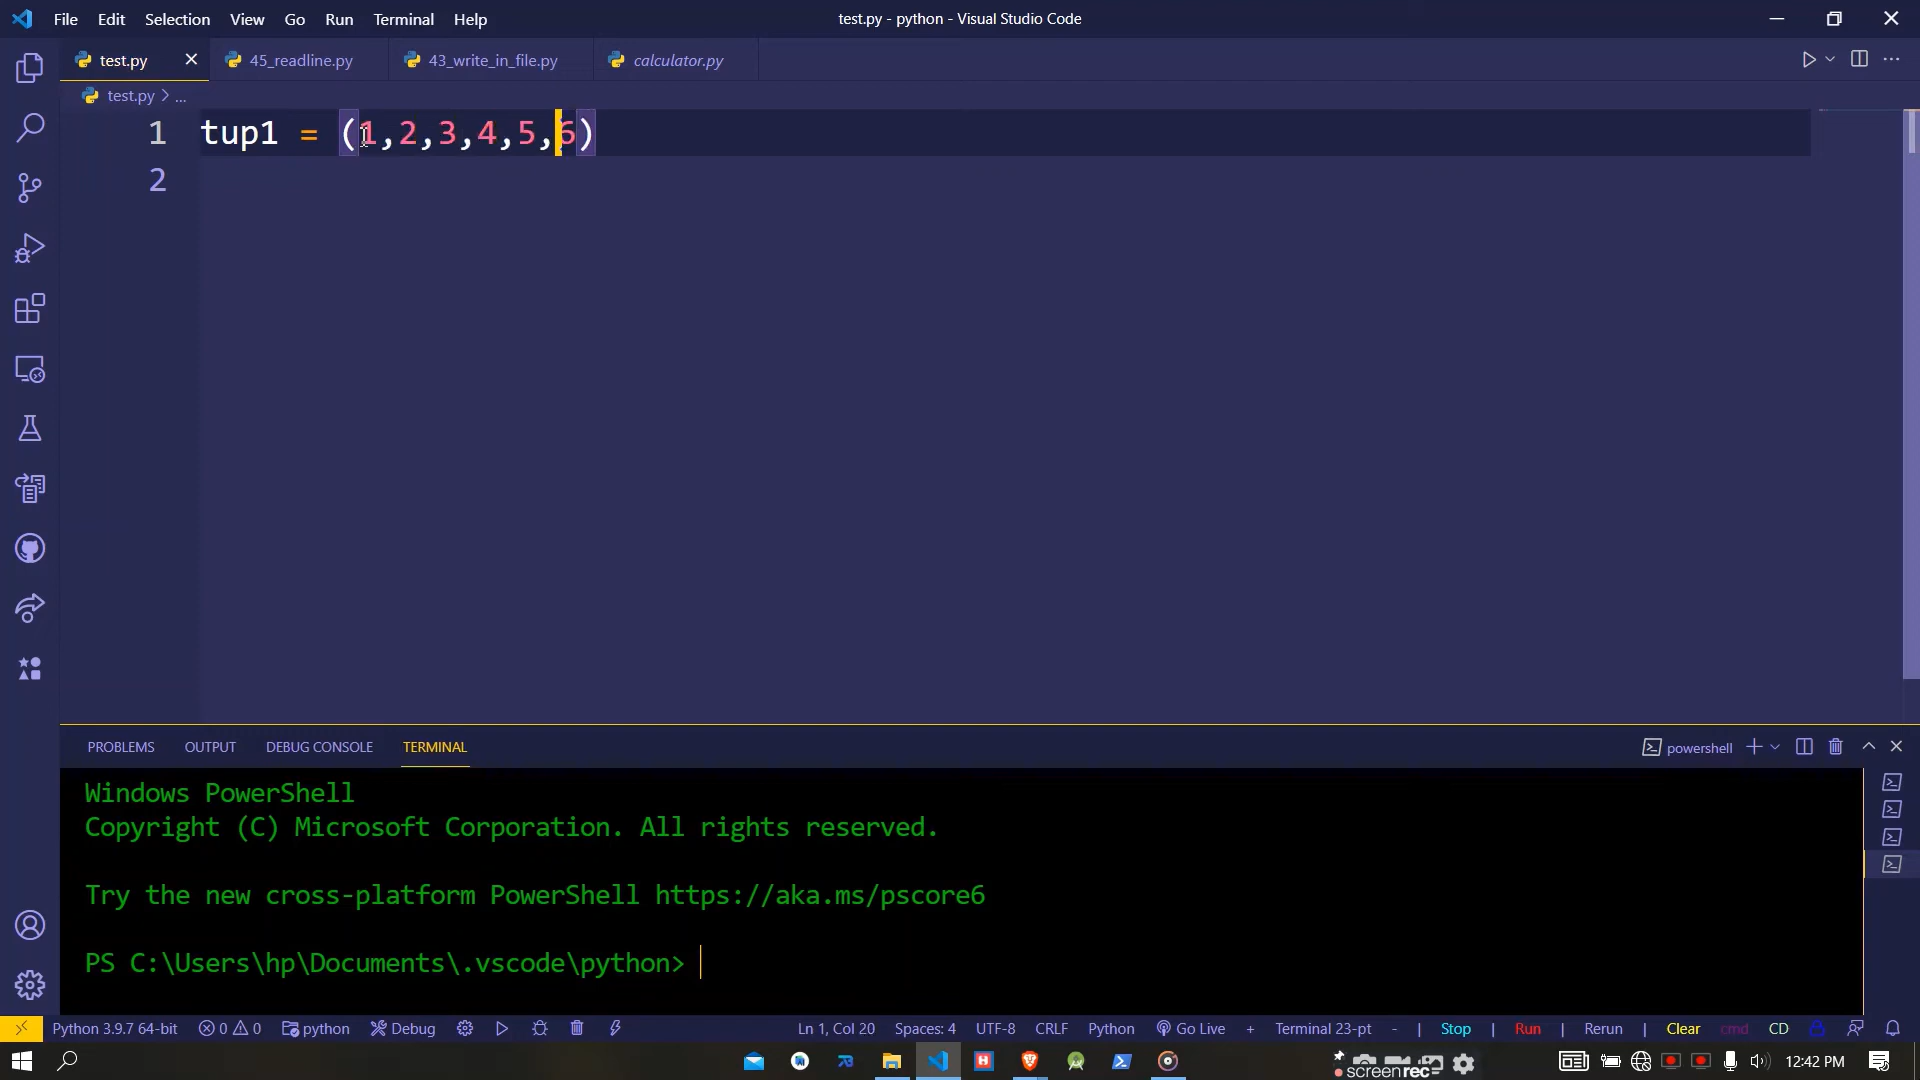 File Edit Selection View Go Run Terminal Help
test.py - python - Visual Studio Code
test.py
45_readline.py
43_write_in_file.py
calculator.py
test.py > ...
1 tup1 = (1,2,3,4,5,6)
2
PROBLEMS OUTPUT DEBUG CONSOLE TERMINAL
powershell
Windows PowerShell
Copyright (C) Microsoft Corporation. All rights reserved.
Try the new cross-platform PowerShell https://aka.ms/pscore6
PS C:\Users\hp\Documents\.vscode\python>
Python 3.9.7 64-bit 0 0 python Debug Ln 1, Col 20 Spaces: 4 UTF-8 CRLF Python Go Live + Terminal 23-pt - | Stop | Run | Rerun | Clear cmd CD
screenrec
12:42 PM